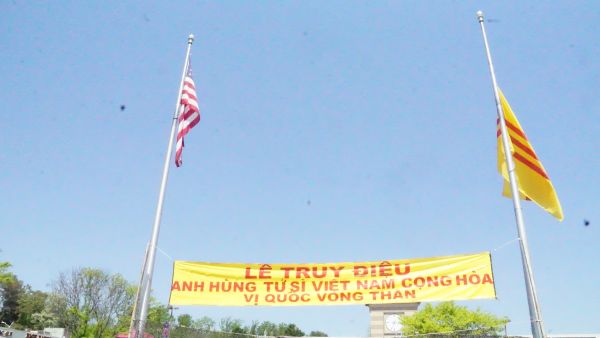 LỄ TRUY ĐIỆU
ANH HÙNG TỬ SĨ VIỆT NAM CỘNG HÒA
VỊ QUỐC VONG THÂN